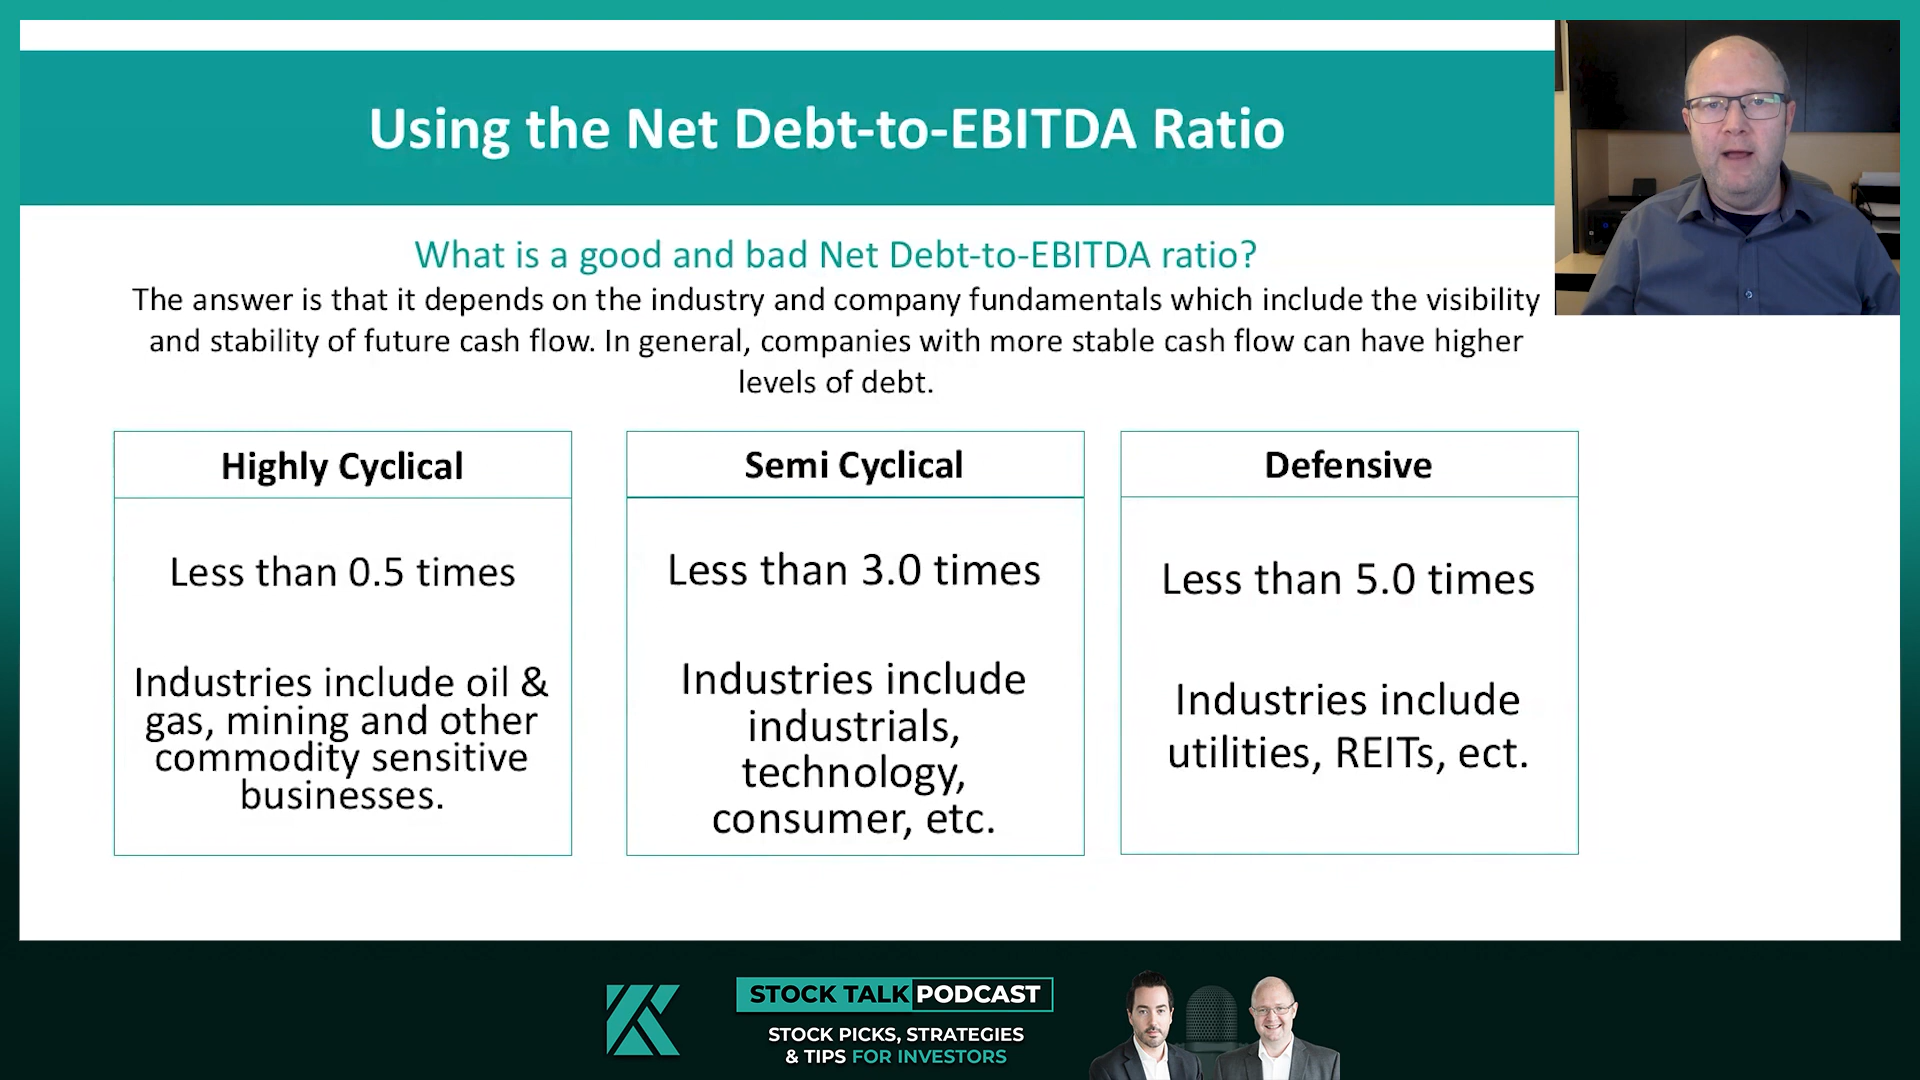 Using the Net Debt-to-EBITDA Ratio
What is a good and bad Net Debt-to-EBITDA ratio?
The answer is that it depends on the industry and company fundamentals which include the visibility
and stability of future cash flow. In general, companies with more stable cash flow can have higher
levels of debt.
Highly Cyclical
Less than 0.5 times
Industries include oil &
gas, mining and other
commodity sensitive
businesses.
Semi Cyclical
Less than 3.0 times
Industries include
industrials,
technology,
consumer, etc.
Defensive
Less than 5.0 times
Industries include
utilities, REITs, ect.
STOCK TALK PODCAST
STOCK PICKS, STRATEGIES
& TIPS FOR INVESTORS